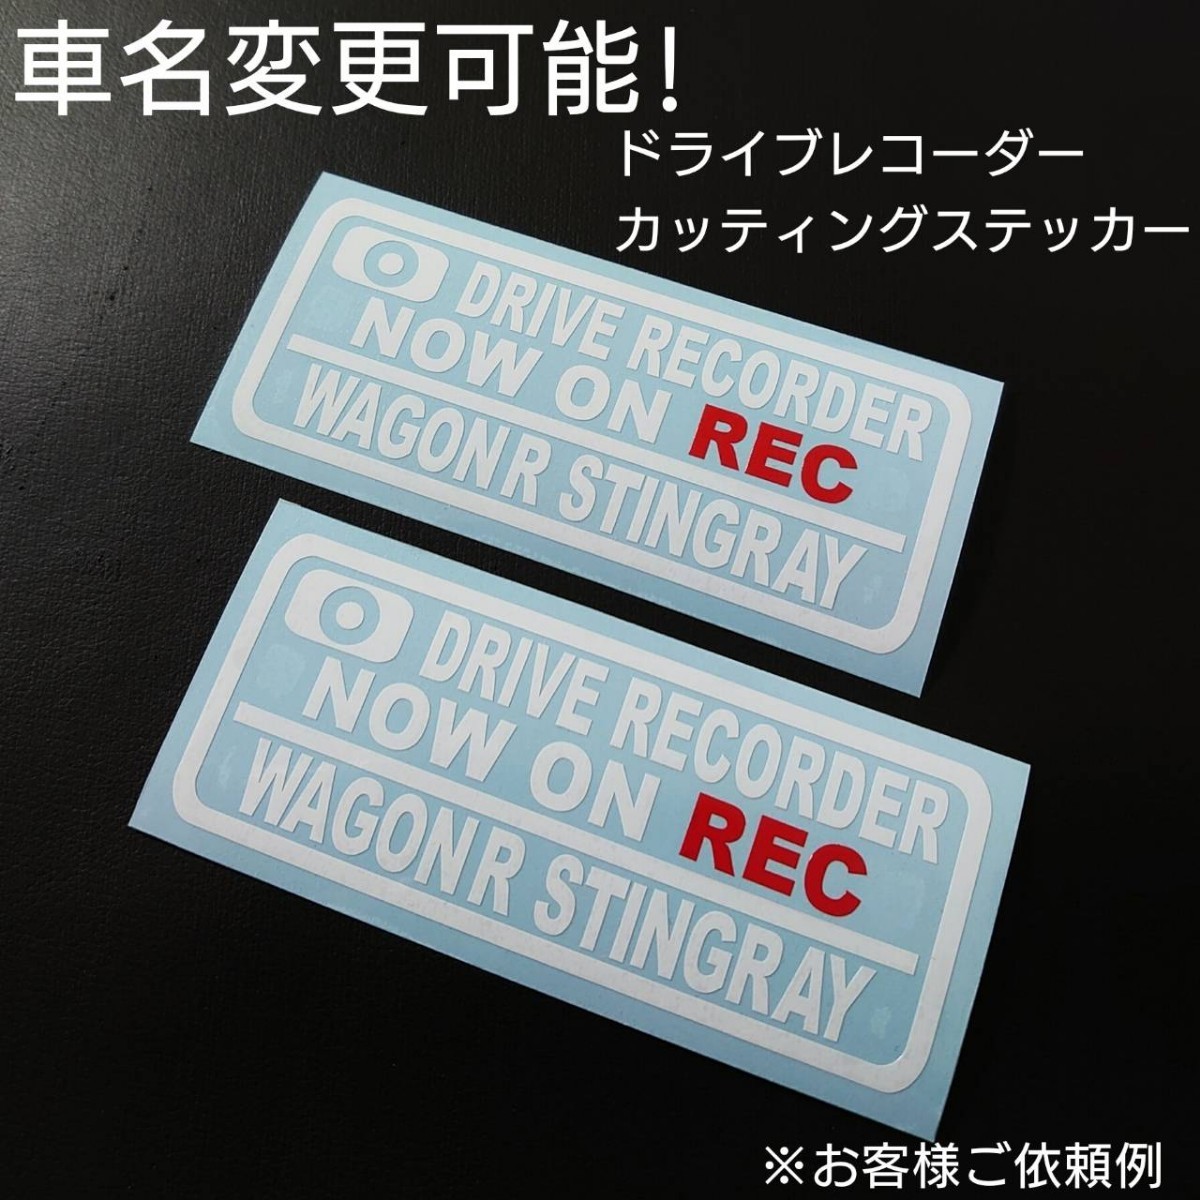 車名変更可能!
ドライブレコーダー
カッティングステッカー
DRIVE RECORDER
NOW ON REC
WAGONR STINGRAY
DRIVE RECORDER
NOW ON REC
WAGONR STINGRAY
※お客様ご依頼例